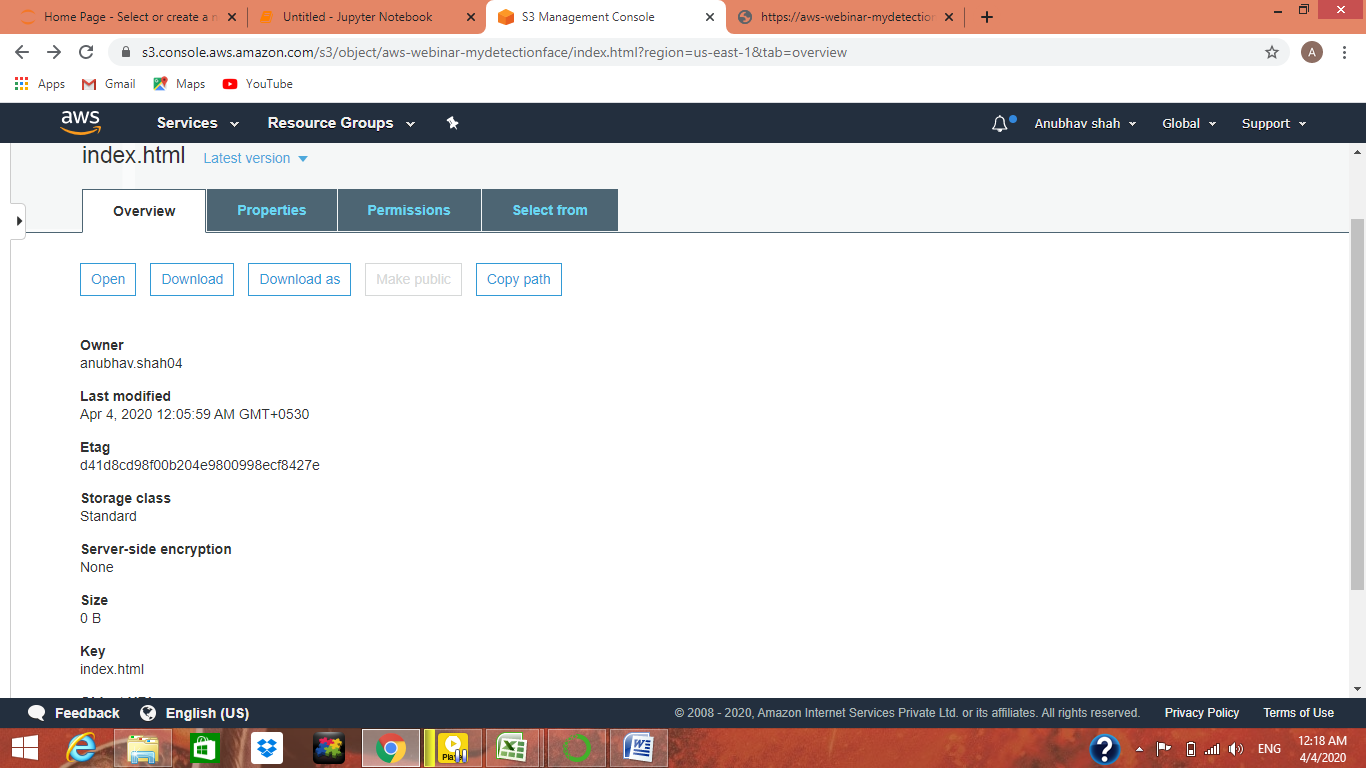 Home Page - Select or create a n
Untitled - Jupyter Notebook
S3 Management Console
https://aws-webinar-mydetection
s3.console.aws.amazon.com/s3/object/aws-webinar-mydetectionface/index.html?region=us-east-1&tab=overview
A
Apps
Gmail
Maps
YouTube
aws
Services
Resource Groups
Anubhav shah
Global
Support
index.html
Latest version
Overview
Properties
Permissions
Select from
Open
Download
Download as
Make public
Copy path
Owner
anubhav.shah04
Last modified
Apr 4, 2020 12:05:59 AM GMT+0530
Etag
d41d8cd98f00b204e9800998ecf8427e
Storage class
Standard
Server-side encryption
None
Size
0 B
Key
index.html
Feedback
English (US)
© 2008 - 2020, Amazon Internet Services Private Ltd. or its affiliates. All rights reserved.
Privacy Policy
Terms of Use
ENG
12:18 AM
4/4/2020